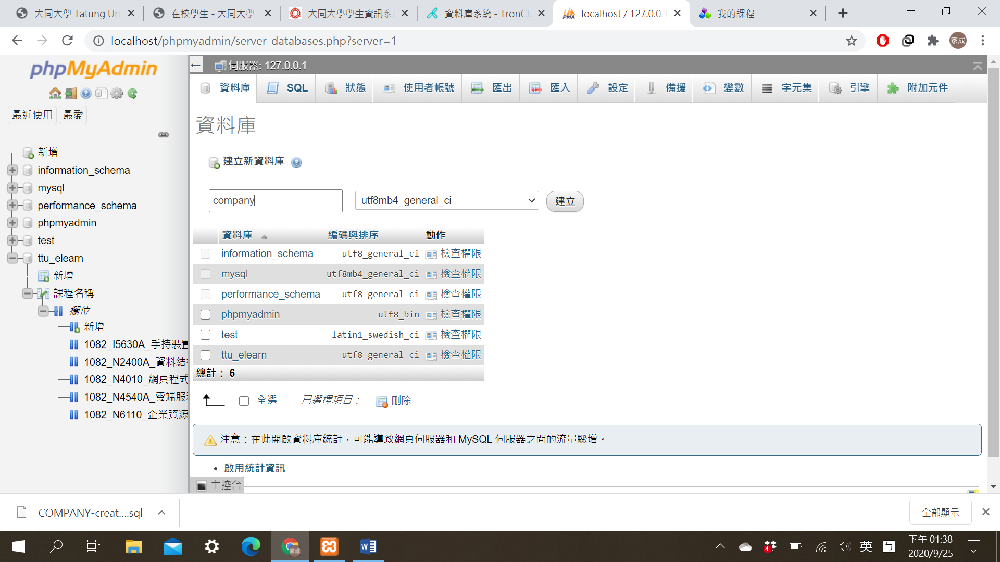 大同大學 Tatung Un
在校學生 - 大同大學
大同大學學生資訊系統
資料庫系統 - TronCla
localhost / 127.0.0.1
我的課程
localhost/phpmyadmin/server_databases.php?server=1
家成
phpMyAdmin
最近使用
最愛
新增
information_schema
mysql
performance_schema
phpmyadmin
test
ttu_elearn
新增
課程名稱
欄位
新增
1082_I5630A_手持裝置
1082_N2400A_資料結構
1082_N4010_網頁程式
1082_N4540A_雲端服務
1082_N6110_企業資源
伺服器: 127.0.0.1
資料庫
SQL
狀態
使用者帳號
匯出
匯入
設定
備援
變數
字元集
引擎
附加元件
資料庫
建立新資料庫
company
utf8mb4_general_ci
建立
資料庫 編碼與排序 動作
information_schema utf8_general_ci 檢查權限
mysql utf8mb4_general_ci 檢查權限
performance_schema utf8_general_ci 檢查權限
phpmyadmin utf8_bin 檢查權限
test latin1_swedish_ci 檢查權限
ttu_elearn utf8_general_ci 檢查權限
總計： 6
全選 已選擇項目： 刪除
注意：在此開啟資料庫統計，可能導致網頁伺服器和 MySQL 伺服器之間的流量驟增。
啟用統計資訊
主控台
COMPANY-creat....sql
全部顯示
英
ㄅ
下午 01:38
2020/9/25